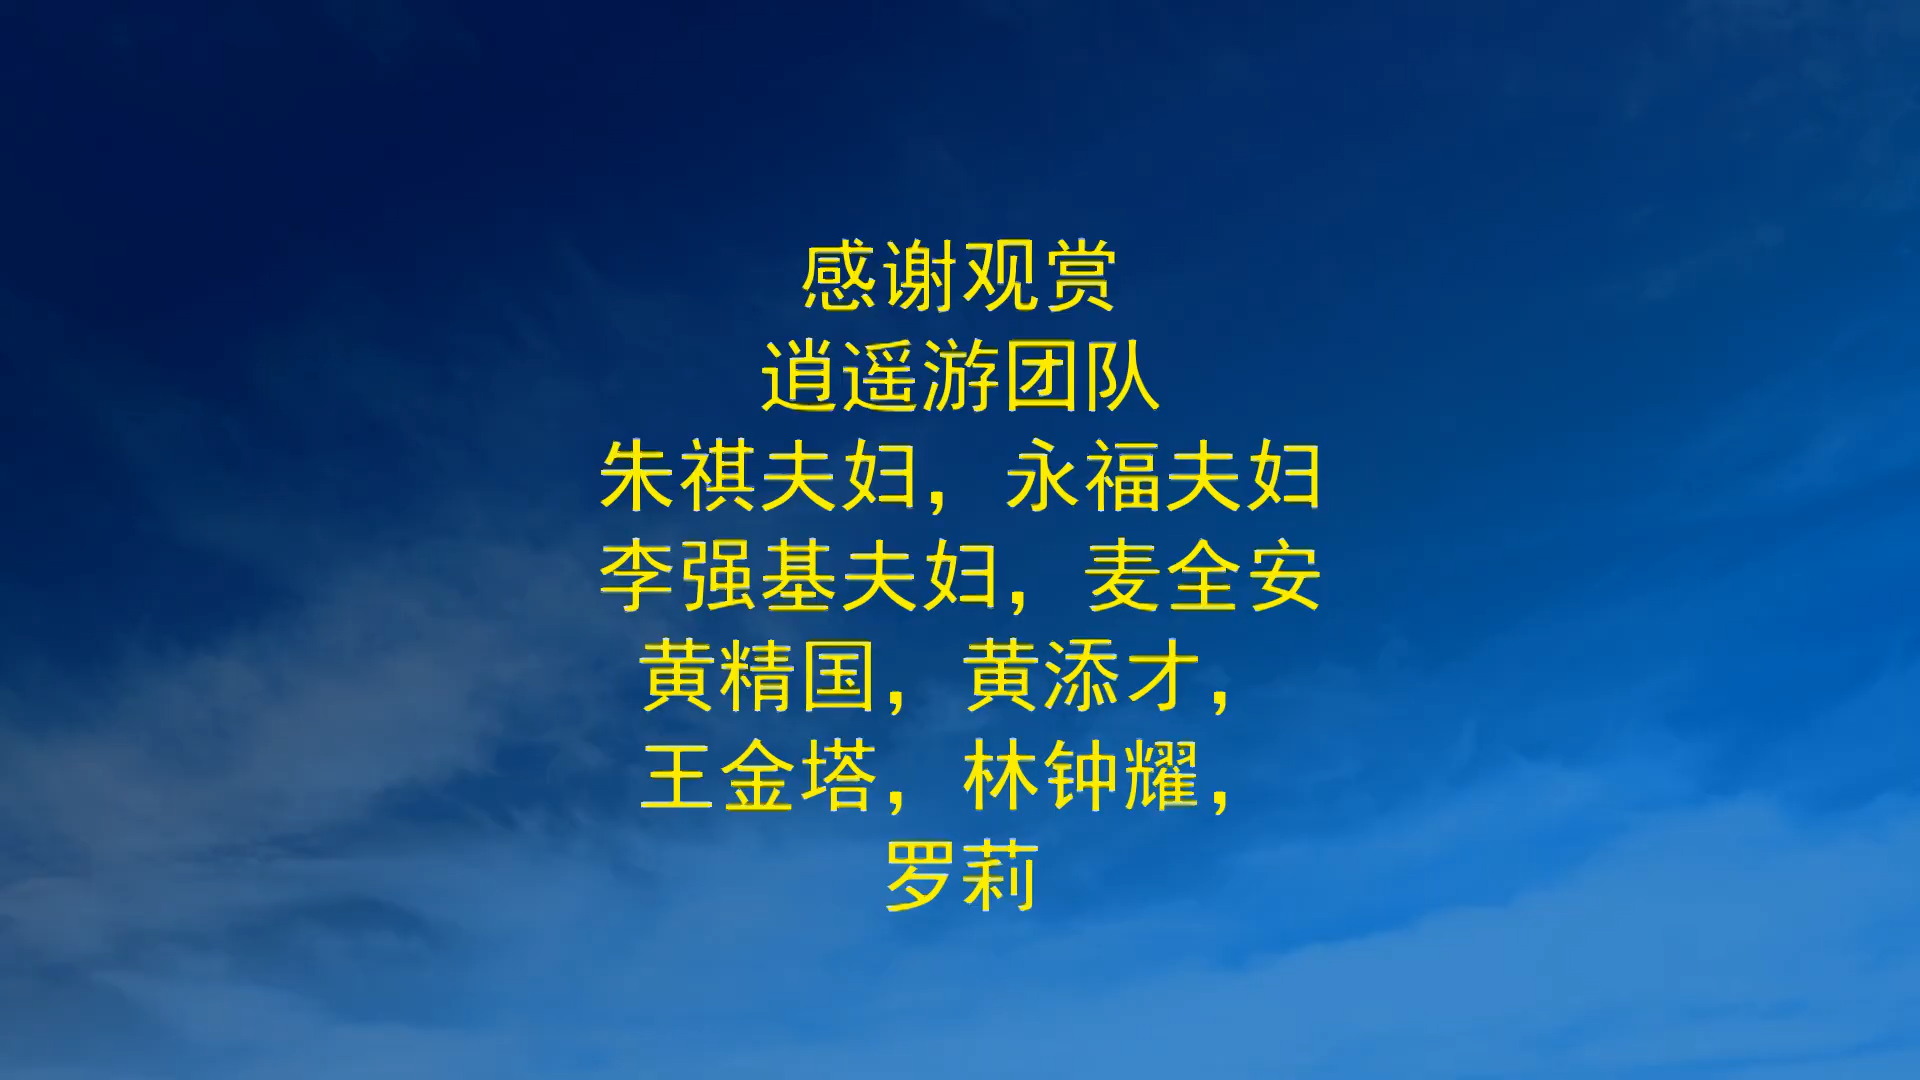 感谢观赏
逍遥游团队
朱祺夫妇，永福夫妇
李强基夫妇，麦全安
黄精国，黄添才，
王金塔，林钟耀，
罗莉